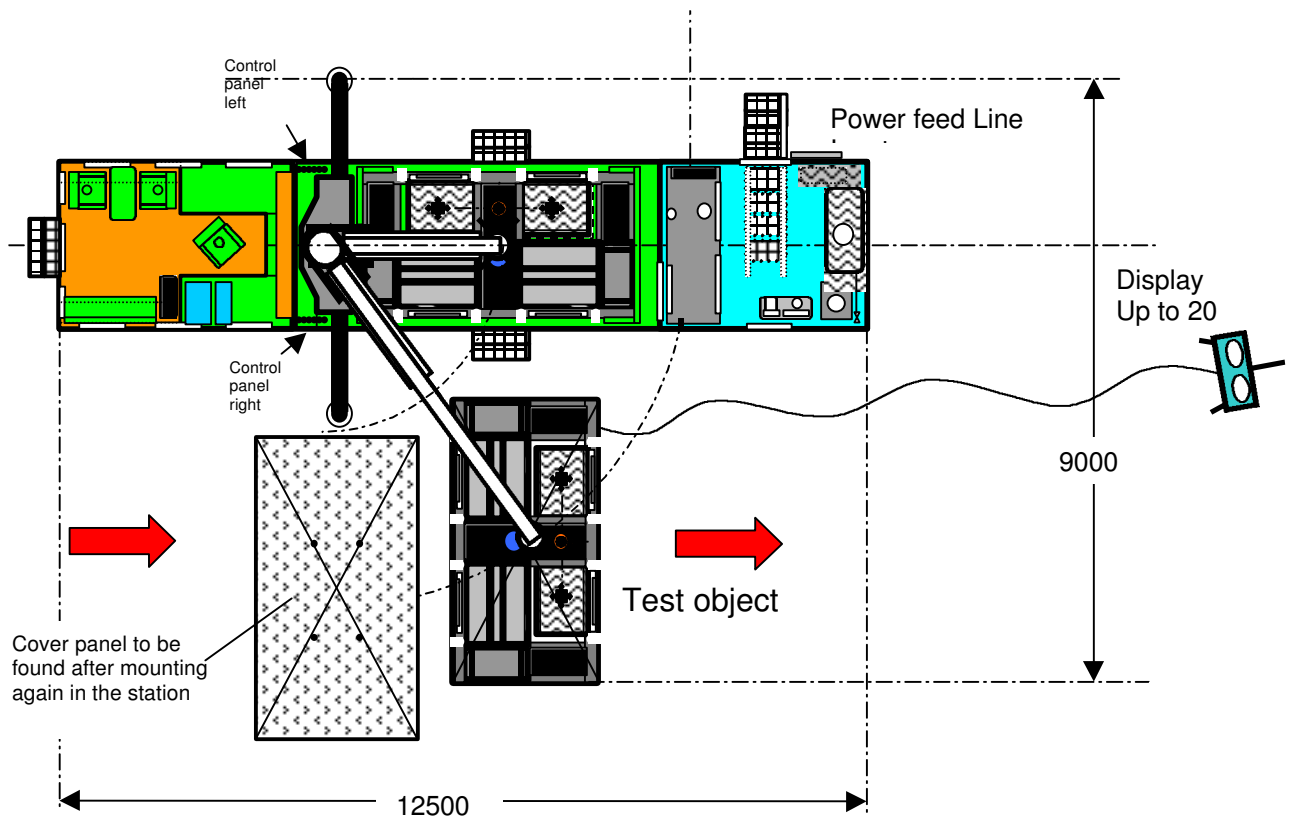 Control
panel
left
Power feed Line
Display
Up to 20
Control
panel
right
9000
Test object
Cover panel to be
found after mounting
again in the station
12500